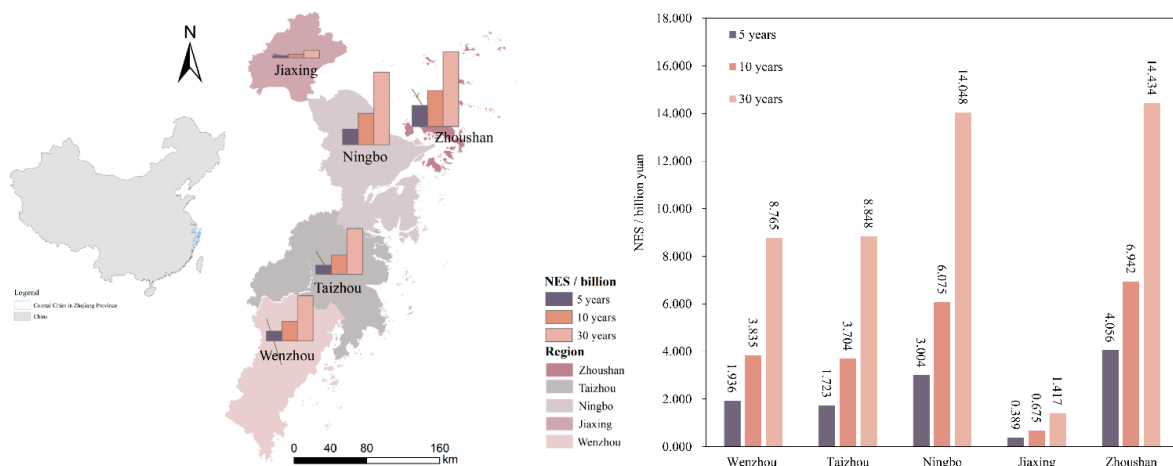 N
Jiaxing
Zhoushan
Ningbo
Taizhou
Wenzhou
Legend
Coastal Cities in Zhejiang Province
China
NES / billion
5 years
10 years
30 years
Region
Zhoushan
Taizhou
Ningbo
Jiaxing
Wenzhou
0 40 80 160
km
NES / billion yuan
18.000
16.000
14.000
12.000
10.000
8.000
6.000
4.000
2.000
0.000
5 years
10 years
30 years
1.936
3.835
8.765
1.723
3.704
8.848
3.004
6.075
14.048
0.389
0.675
1.417
4.056
6.942
14.434
Wenzhou Taizhou Ningbo Jiaxing Zhoushan